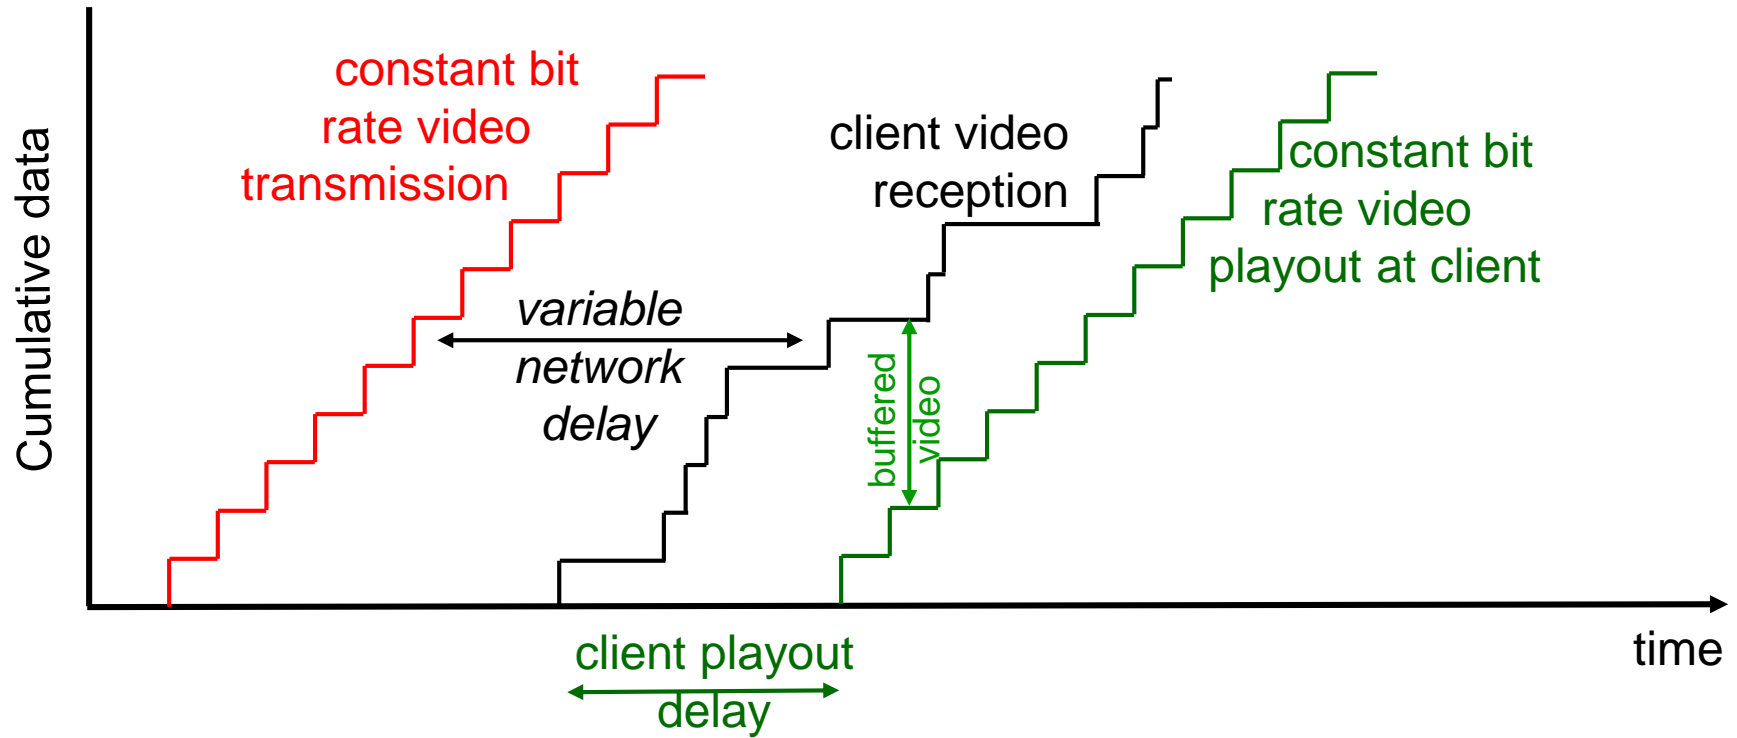 Cumulative data
constant bit
rate video
transmission
variable
network
delay
client video
reception
buffered
video
constant bit
rate video
playout at client
client playout
delay
time